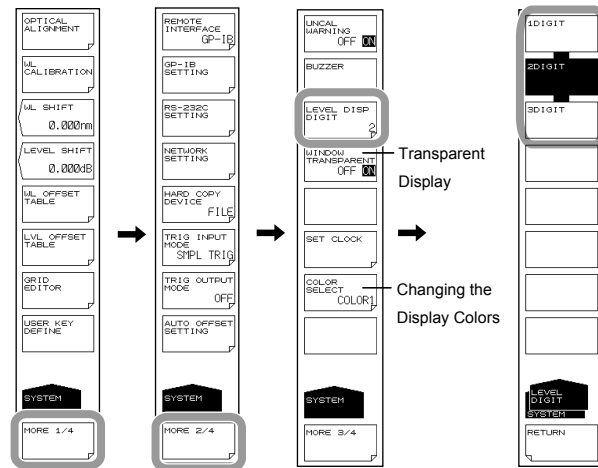 OPTICAL
ALIGNMENT
WL
CALIBRATION
WL SHIFT
0.000nm
LEVEL SHIFT
0.000dB
WL OFFSET
TABLE
LVL OFFSET
TABLE
GRID
EDITOR
USER KEY
DEFINE
SYSTEM
MORE 1/4
REMOTE
INTERFACE
GP-IB
GP-IB
SETTING
RS-232C
SETTING
NETWORK
SETTING
HARD COPY
DEVICE
FILE
TRIG INPUT
MODE
SMPL TRIG
TRIG OUTPUT
MODE
OFF
AUTO OFFSET
SETTING
SYSTEM
MORE 2/4
UNCAL
WARNING
OFF ON
BUZZER
LEVEL DISP
DIGIT
2
WINDOW
TRANSPARENT
OFF ON
SET CLOCK
COLOR
SELECT
COLOR1
SYSTEM
MORE 3/4
Transparent
Display
Changing the
Display Colors
1DIGIT
2DIGIT
3DIGIT
LEVEL
DIGIT
SYSTEM
RETURN